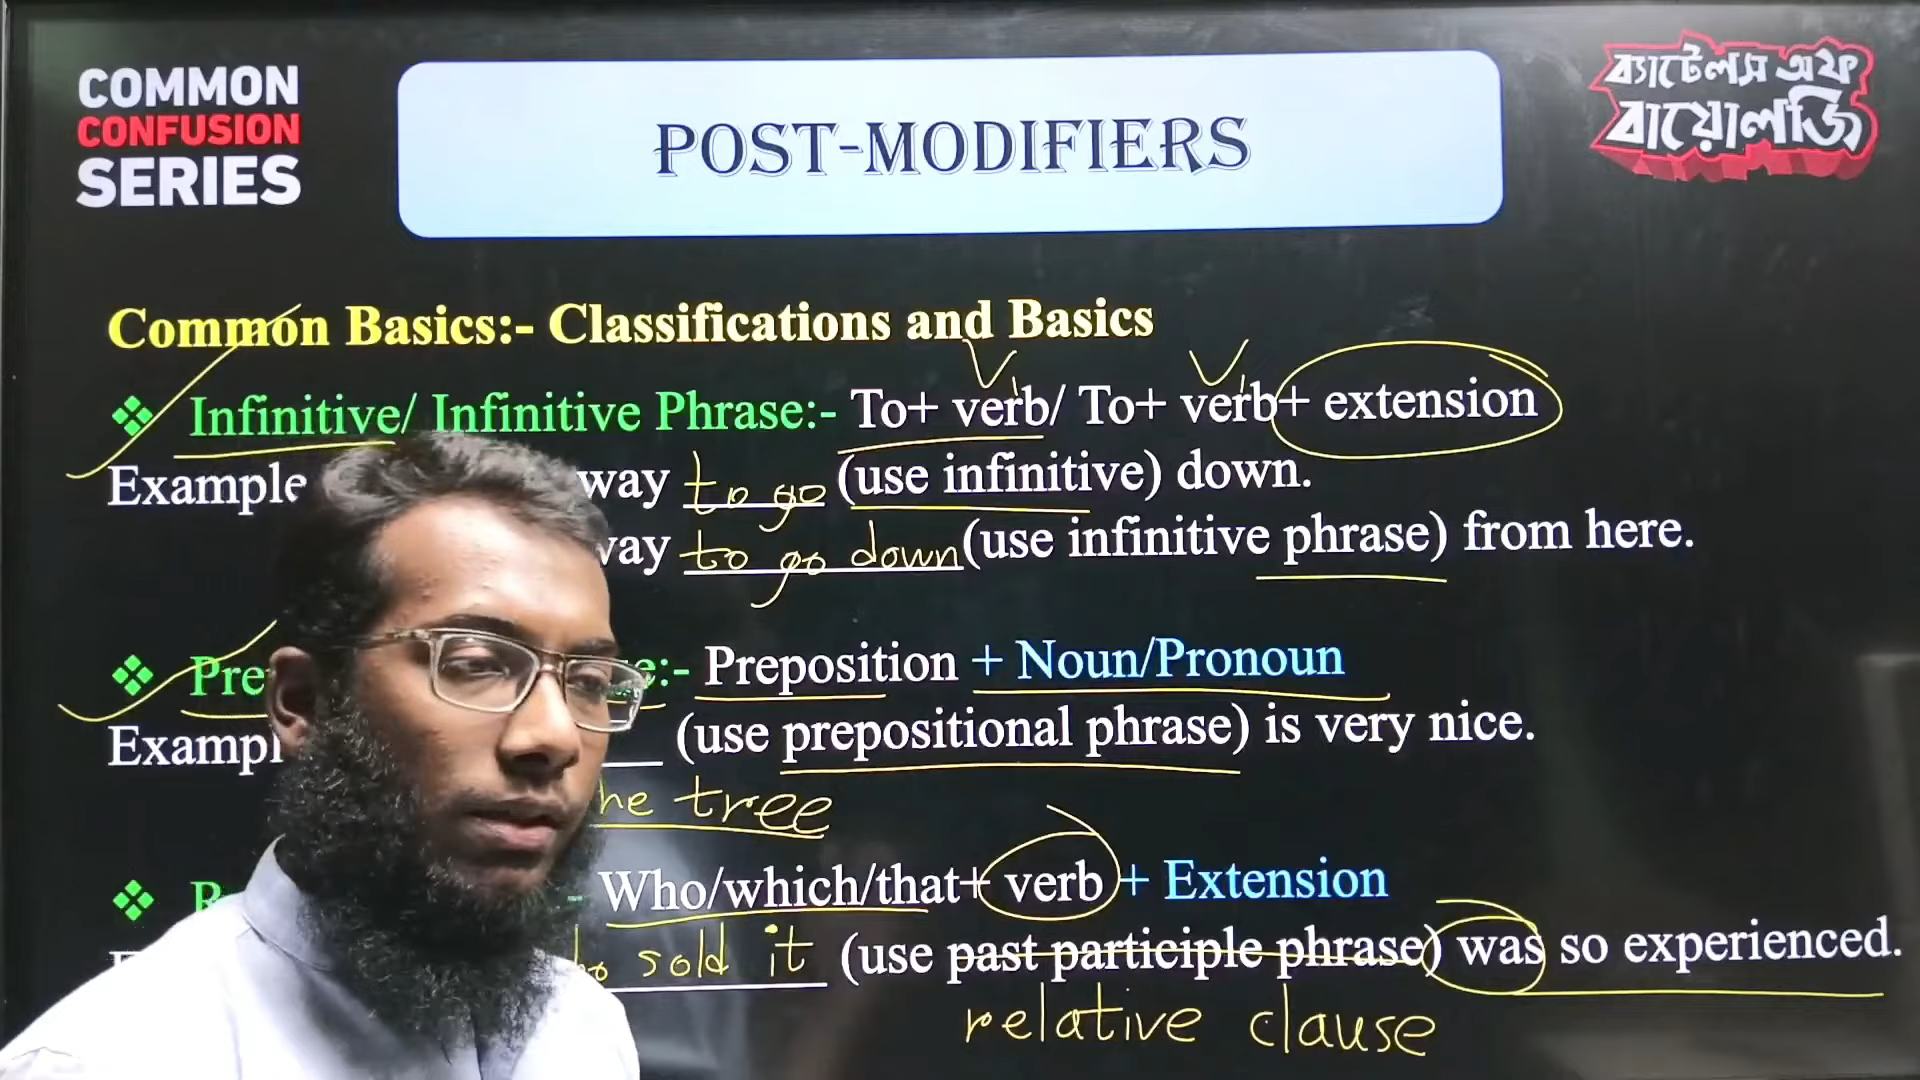 COMMON
CONFUSION
SERIES
POST-MODIFIERS
ব্যাটেলস অফ
বায়োলজি
Common Basics:- Classifications and Basics
❖ Infinitive/ Infinitive Phrase:- To+ verb/ To+ verb+ extension
Example way to go (use infinitive) down.
way to go down (use infinitive phrase) from here.
❖ :- Preposition + Noun/Pronoun
(use prepositional phrase) is very nice.
tree
❖ Who/which/that+ verb + Extension
sold it (use past participle phrase) was so experienced.
relative clause